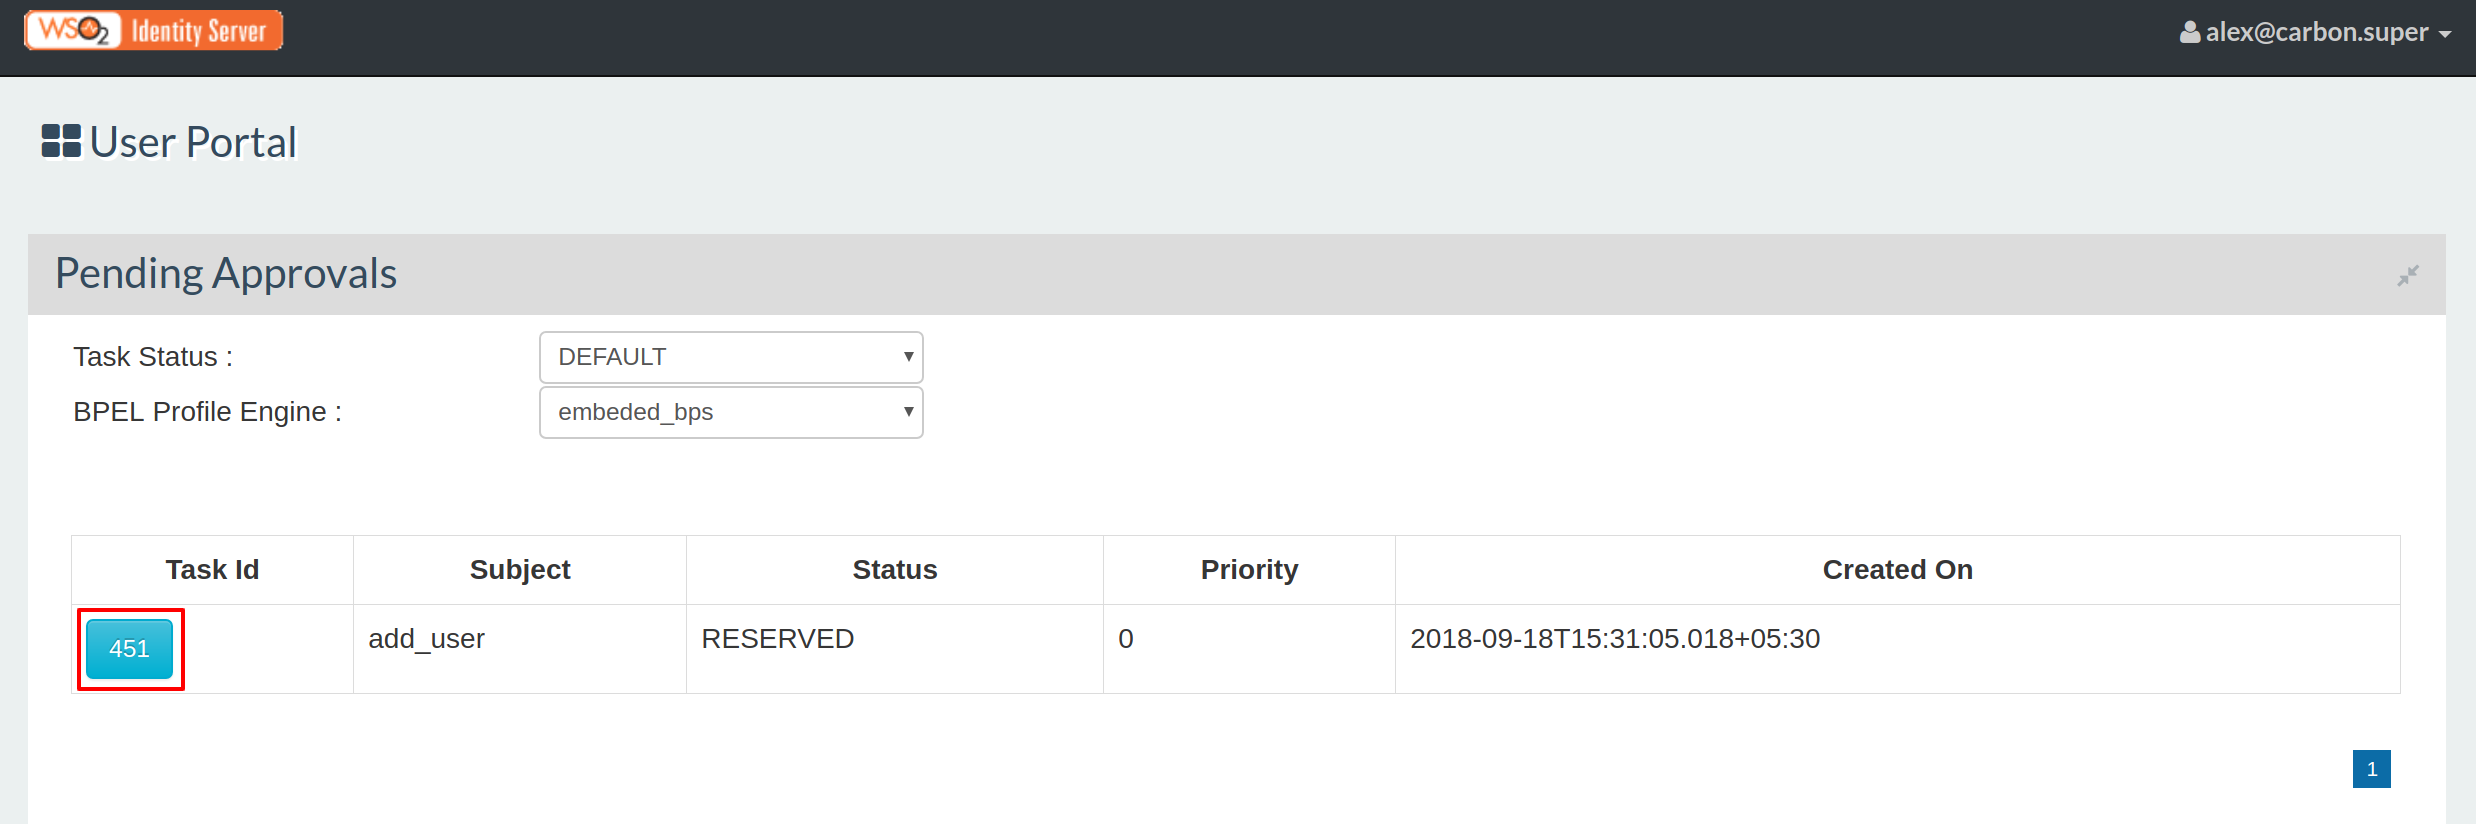 WSO2 Identity Server
alex@carbon.super
User Portal
Pending Approvals
Task Status :
DEFAULT
BPEL Profile Engine :
embeded_bps
Task Id Subject Status Priority Created On
451 add_user RESERVED 0 2018-09-18T15:31:05.018+05:30
1